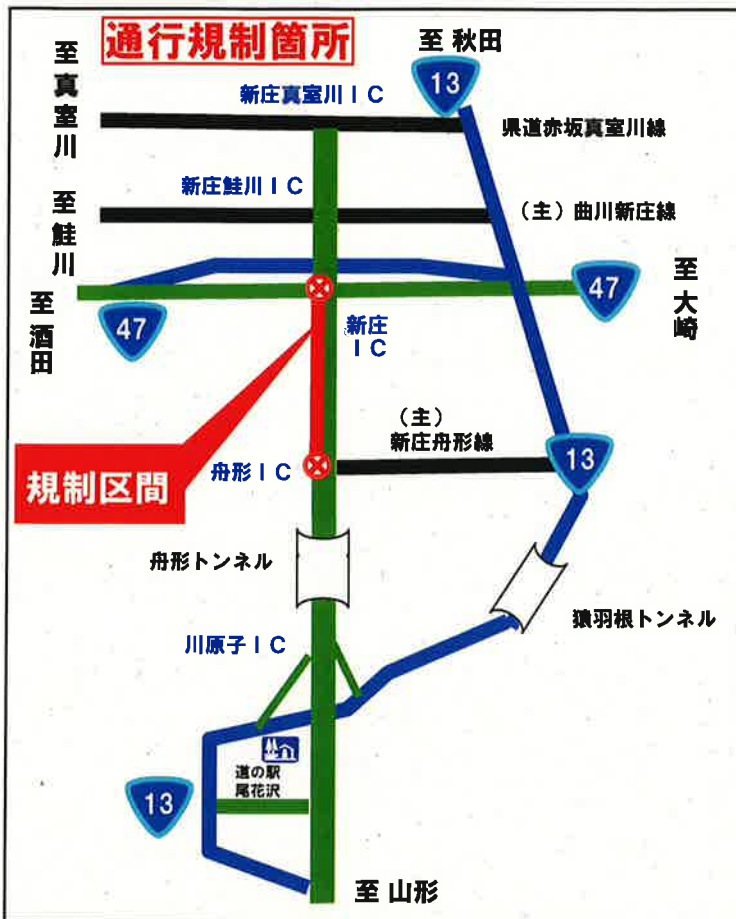 通行規制箇所
至 秋田
至真室川
13
新庄真室川IC
県道赤坂真室川線
新庄鮭川IC
(主)曲川新庄線
至鮭川
至大崎
47
47
至酒田
新庄
IC
(主)
新庄舟形線
規制区間
舟形IC
13
舟形トンネル
猿羽根トンネル
川原子IC
道の駅
尾花沢
13
至 山形